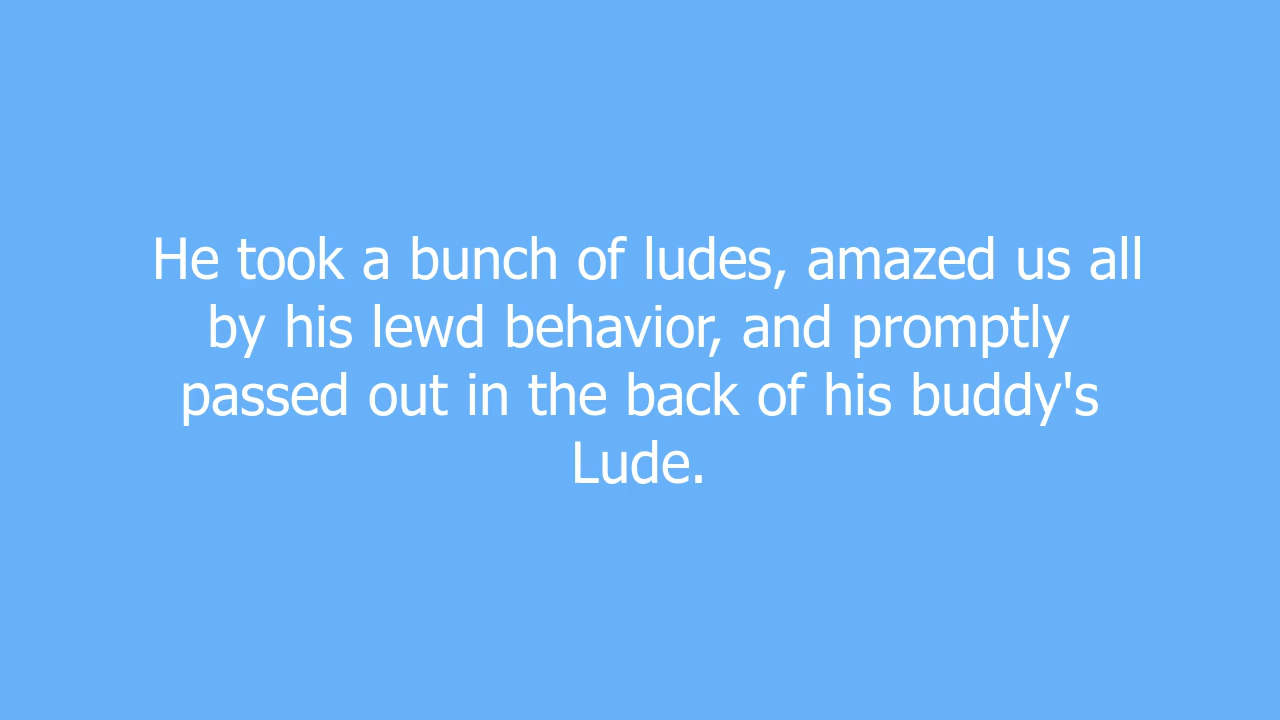 He took a bunch of ludes, amazed us all
by his lewd behavior, and promptly
passed out in the back of his buddy's
Lude.